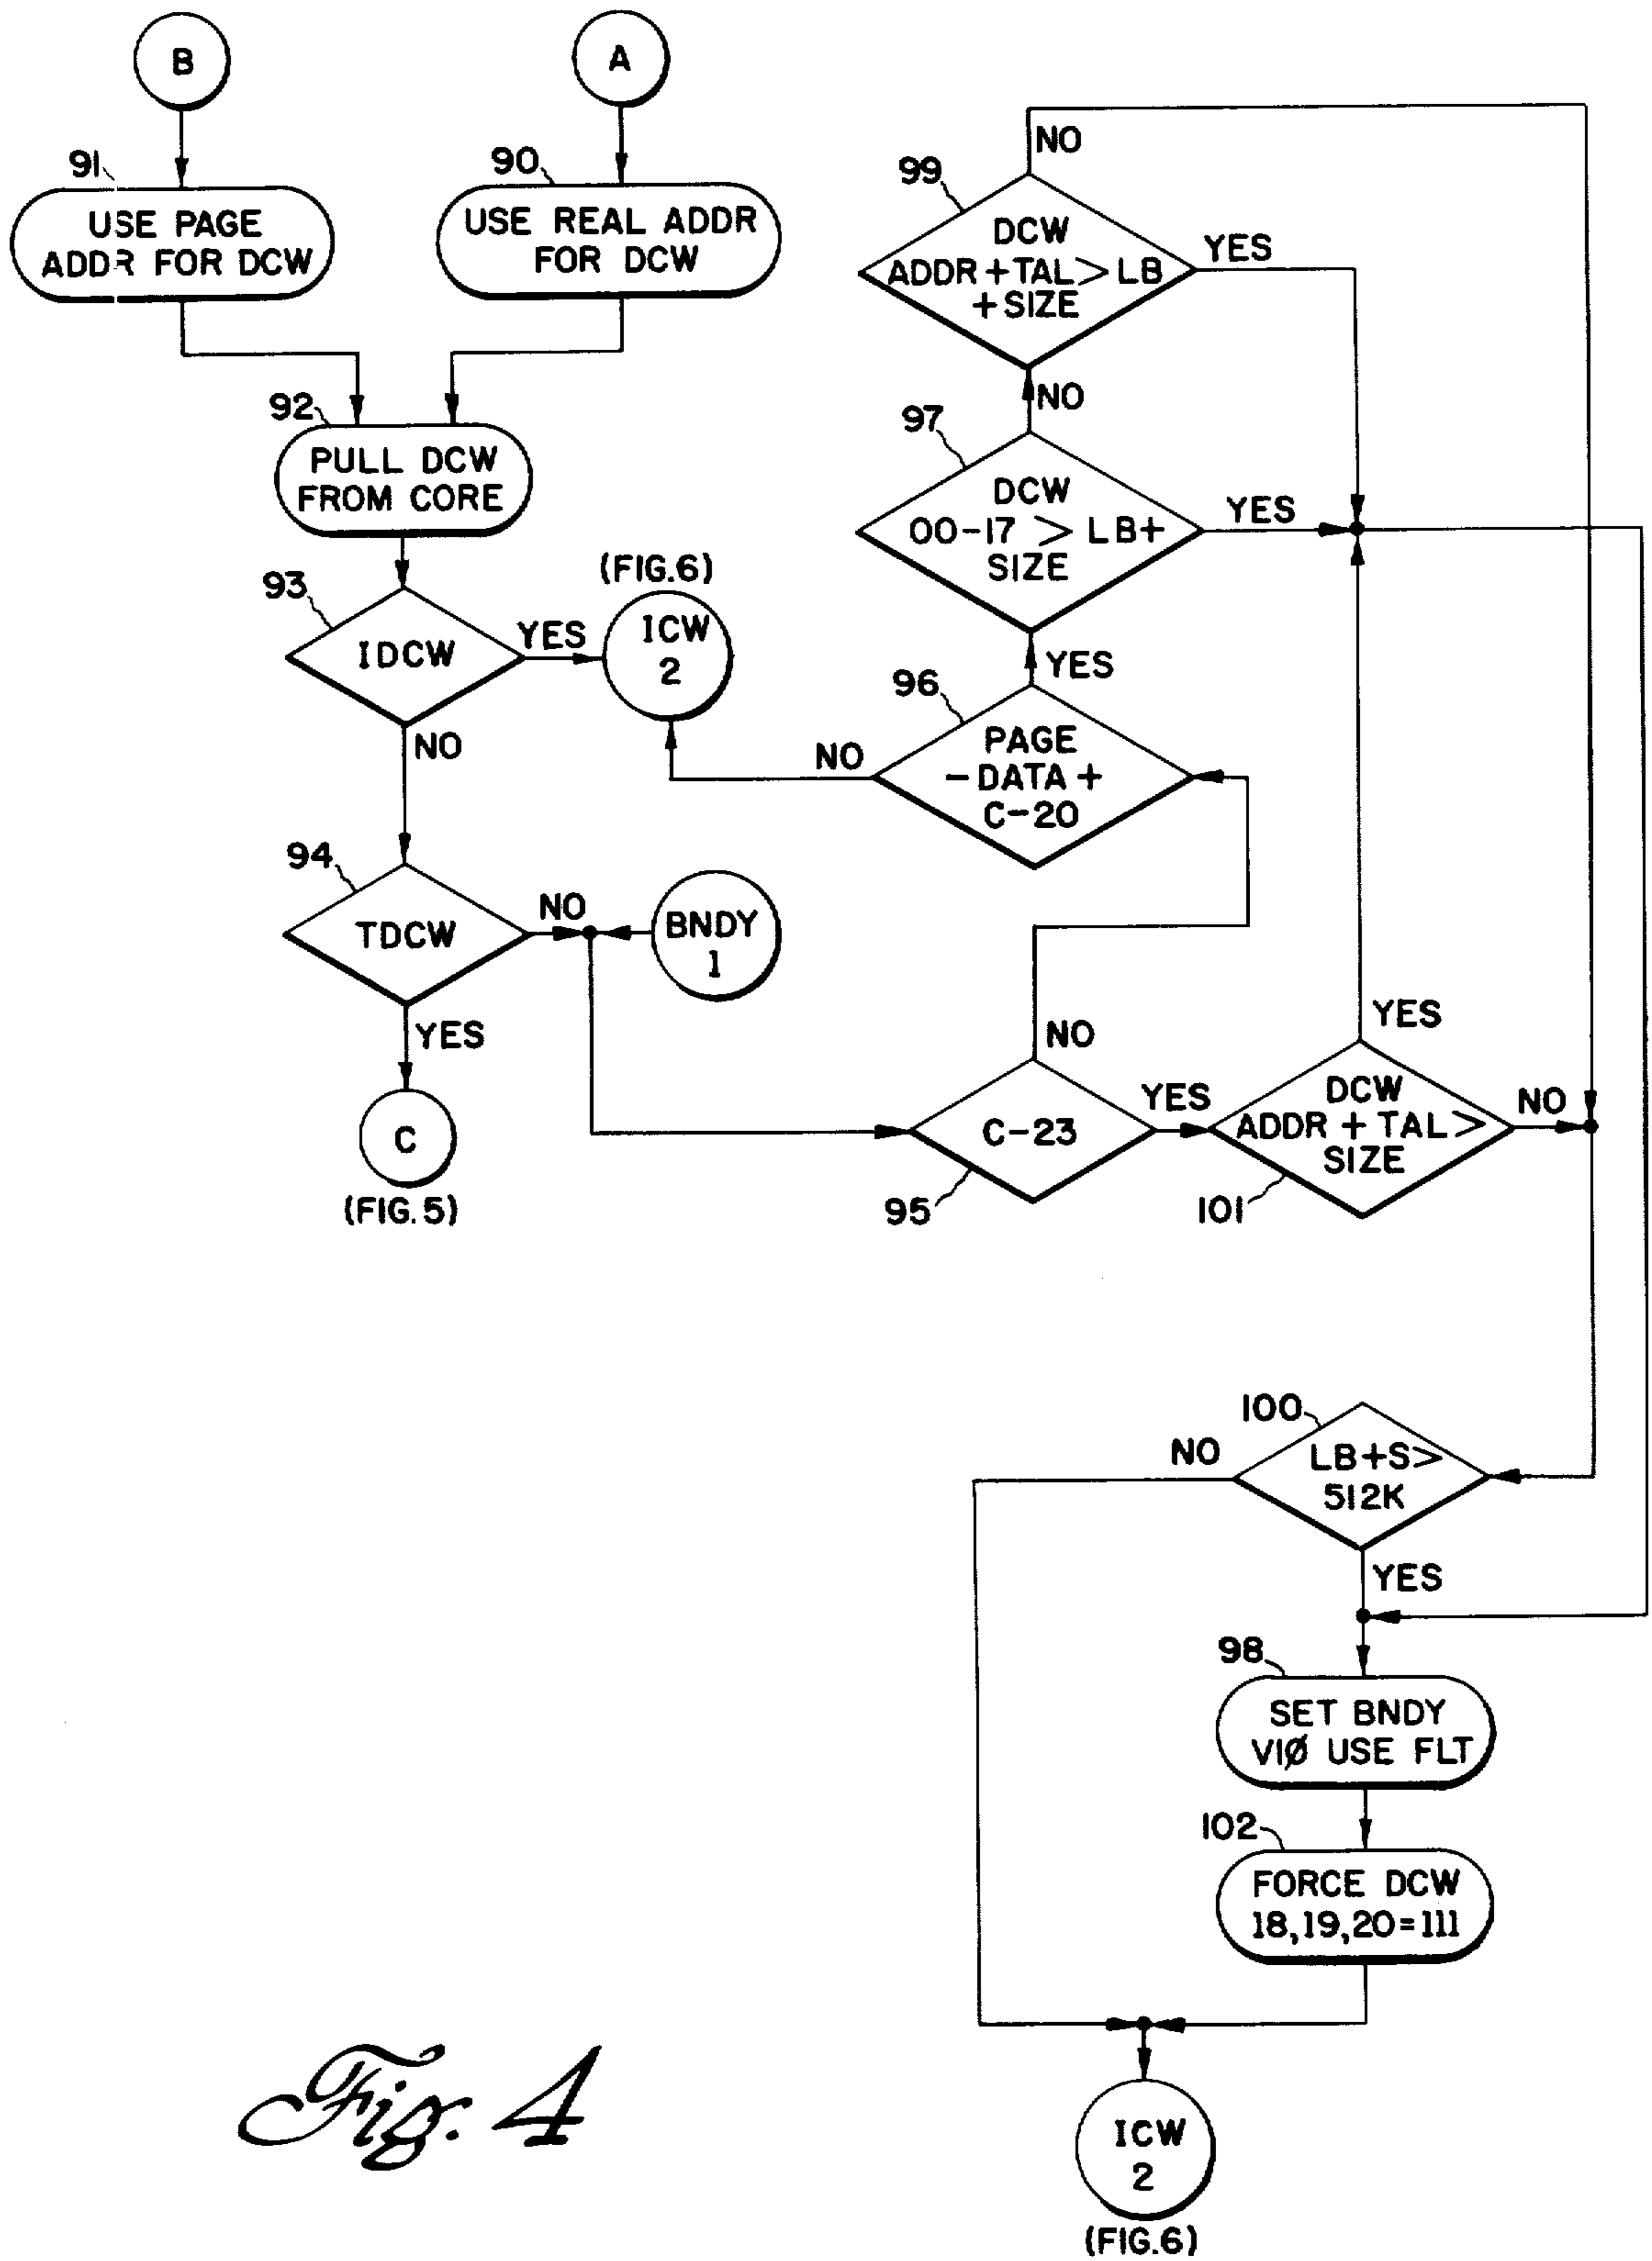 B
A
91
USE PAGE
ADDR FOR DCW
90
USE REAL ADDR
FOR DCW
92
PULL DCW
FROM CORE
93
IDCW
YES
NO
(FIG.6)
ICW
2
94
TDCW
NO
YES
BNDY
1
C
(FIG.5)
99
DCW
ADDR+TAL>LB
+SIZE
NO
YES
97
DCW
00-17 > LB+
SIZE
NO
YES
96
PAGE
-DATA+
C-20
YES
NO
95
C-23
NO
YES
101
DCW
ADDR + TAL>
SIZE
YES
NO
100
LB+S>
512K
NO
YES
98
SET BNDY
VIØ USE FLT
102
FORCE DCW
18,19,20=111
ICW
2
(FIG.6)
Fig. 4